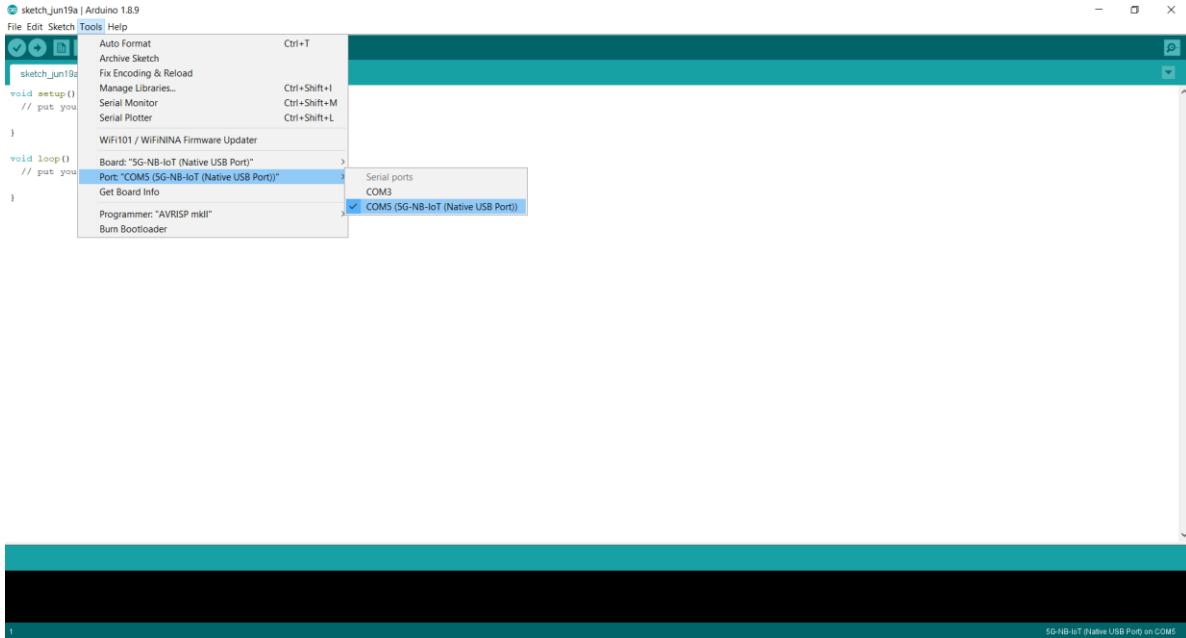 sketch_jun19a | Arduino 1.8.9
File Edit Sketch Tools Help
sketch_jun19a
Auto Format Ctrl+T
Archive Sketch
Fix Encoding & Reload
Manage Libraries... Ctrl+Shift+I
Serial Monitor Ctrl+Shift+M
Serial Plotter Ctrl+Shift+L
WiFi101 / WiFiNINA Firmware Updater
Board: "5G-NB-IoT (Native USB Port)"
Port: "COM5 (5G-NB-IoT (Native USB Port))"
Get Board Info
Programmer: "AVRISP mkII"
Burn Bootloader
Serial ports
COM3
COM5 (5G-NB-IoT (Native USB Port))
void setup()
// put you
}
void loop()
// put you
}
1 5G-NB-IoT (Native USB Port) on COM5